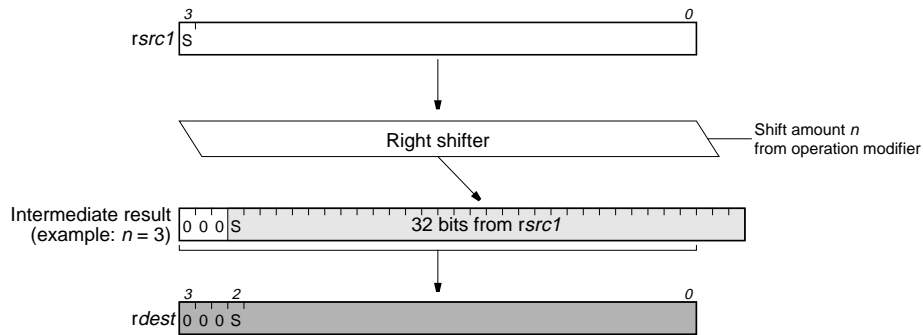 3 0
rsrc1 S
Right shifter
Shift amount n
from operation modifier
Intermediate result
(example: n = 3)
0 0 0 S 32 bits from rsrc1
3 2 0
rdest 0 0 0 S